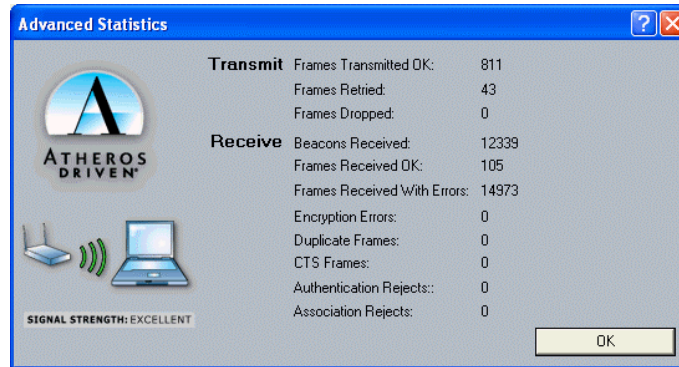 Advanced Statistics
Transmit Frames Transmitted OK: 811
Frames Retried: 43
Frames Dropped: 0
Receive Beacons Received: 12339
Frames Received OK: 105
Frames Received With Errors: 14973
Encryption Errors: 0
Duplicate Frames: 0
CTS Frames: 0
Authentication Rejects:: 0
Association Rejects: 0
ATHEROS
DRIVEN
SIGNAL STRENGTH: EXCELLENT
OK